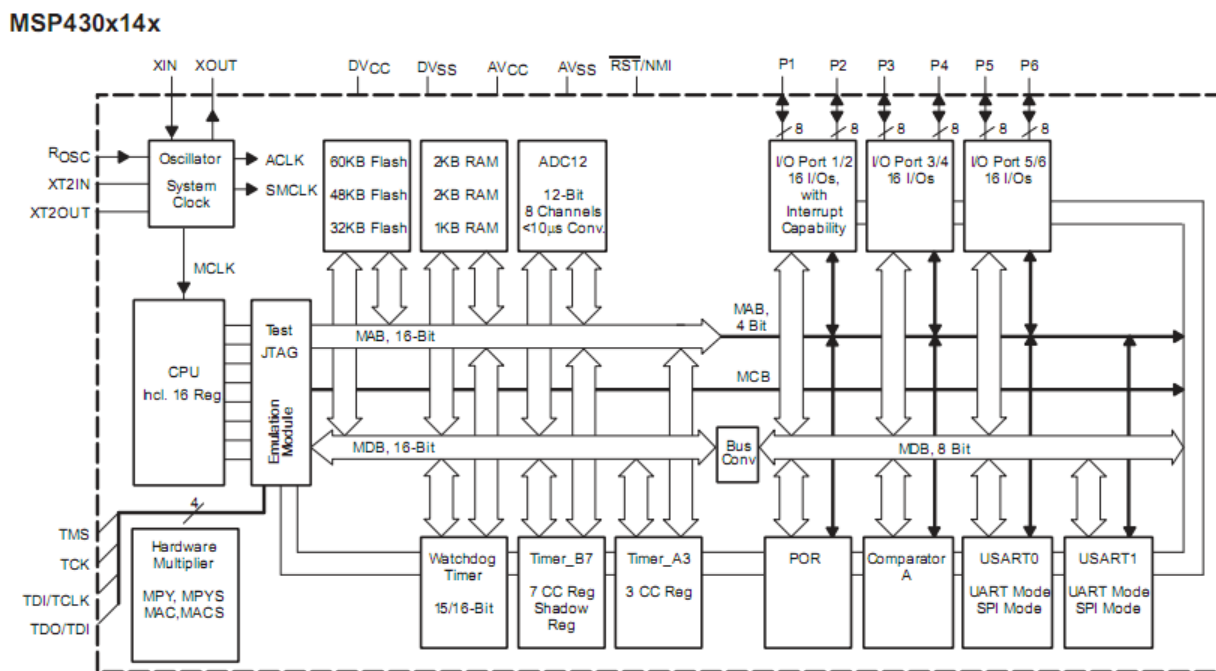 MSP430x14x
XIN
XOUT
DVCC
DVSS
AVCC
AVSS
RST/NMI
P1
P2
P3
P4
P5
P6
8
8
8
8
8
8
ROSC
XT2IN
XT2OUT
Oscillator
System
Clock
ACLK
SMCLK
60KB Flash
48KB Flash
32KB Flash
2KB RAM
2KB RAM
1KB RAM
ADC12
12-Bit
8 Channels
<10µs Conv.
I/O Port 1/2
16 I/Os,
with
Interrupt
Capability
I/O Port 3/4
16 I/Os
I/O Port 5/6
16 I/Os
MCLK
CPU
Incl. 16 Reg
Test
JTAG
Emulation
Module
MAB, 16-Bit
MAB,
4 Bit
MCB
MDB, 16-Bit
Bus
Conv
MDB, 8 Bit
4
TMS
TCK
TDI/TCLK
TDO/TDI
Hardware
Multiplier
MPY, MPYS
MAC,MACS
Watchdog
Timer
15/16-Bit
Timer_B7
7 CC Reg
Shadow
Reg
Timer_A3
3 CC Reg
POR
Comparator
A
USART0
UART Mode
SPI Mode
USART1
UART Mode
SPI Mode